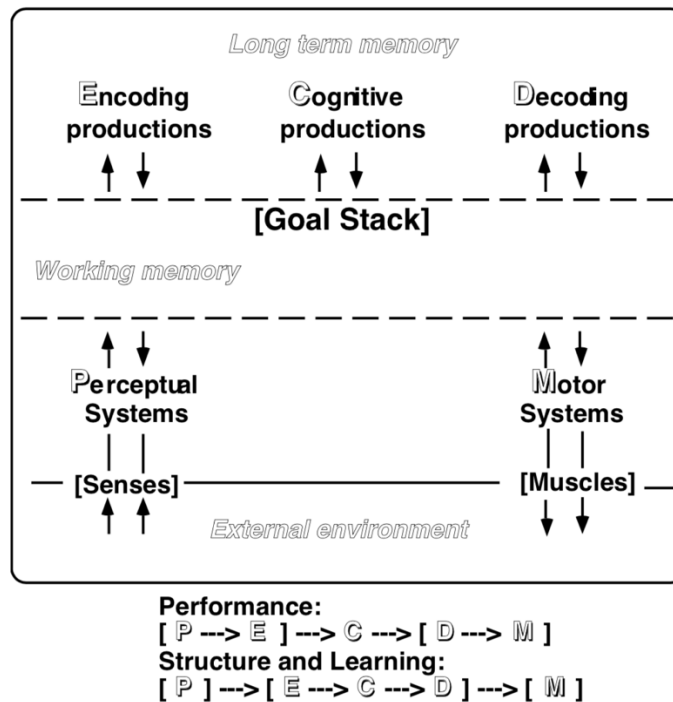 Long term memory
Encoding productions
Cognitive productions
Decoding productions
[Goal Stack]
Working memory
Perceptual Systems
Motor Systems
[Senses]
[Muscles]
External environment
Performance:
[ P ---> E ] ---> C ---> [ D ---> M ]
Structure and Learning:
[ P ] ---> [ E ---> C ---> D ] ---> [ M ]